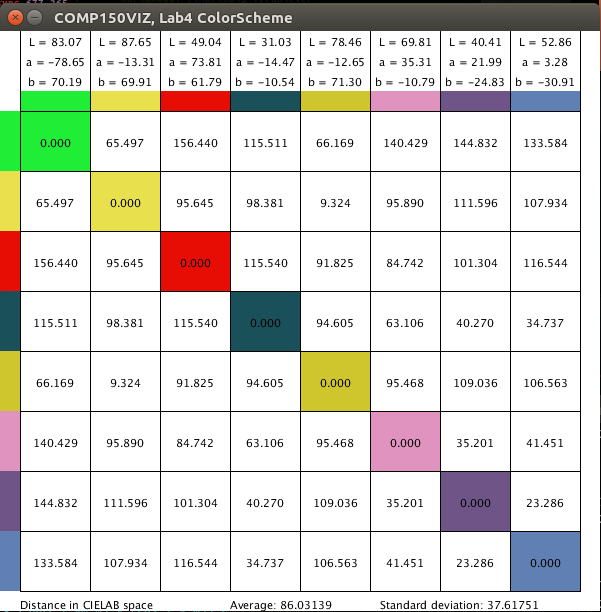 COMP150VIZ, Lab4 ColorScheme
L = 83.07 L = 87.65 L = 49.04 L = 31.03 L = 78.46 L = 69.81 L = 40.41 L = 52.86
a = -78.65 a = -13.31 a = 73.81 a = -14.47 a = -12.65 a = 35.31 a = 21.99 a = 3.28
b = 70.19 b = 69.91 b = 61.79 b = -10.54 b = 71.30 b = -10.79 b = -24.83 b = -30.91
0.000 65.497 156.440 115.511 66.169 140.429 144.832 133.584
65.497 0.000 95.645 98.381 9.324 95.890 111.596 107.934
156.440 95.645 0.000 115.540 91.825 84.742 101.304 116.544
115.511 98.381 115.540 0.000 94.605 63.106 40.270 34.737
66.169 9.324 91.825 94.605 0.000 95.468 109.036 106.563
140.429 95.890 84.742 63.106 95.468 0.000 35.201 41.451
144.832 111.596 101.304 40.270 109.036 35.201 0.000 23.286
133.584 107.934 116.544 34.737 106.563 41.451 23.286 0.000
Distance in CIELAB space Average: 86.03139 Standard deviation: 37.61751